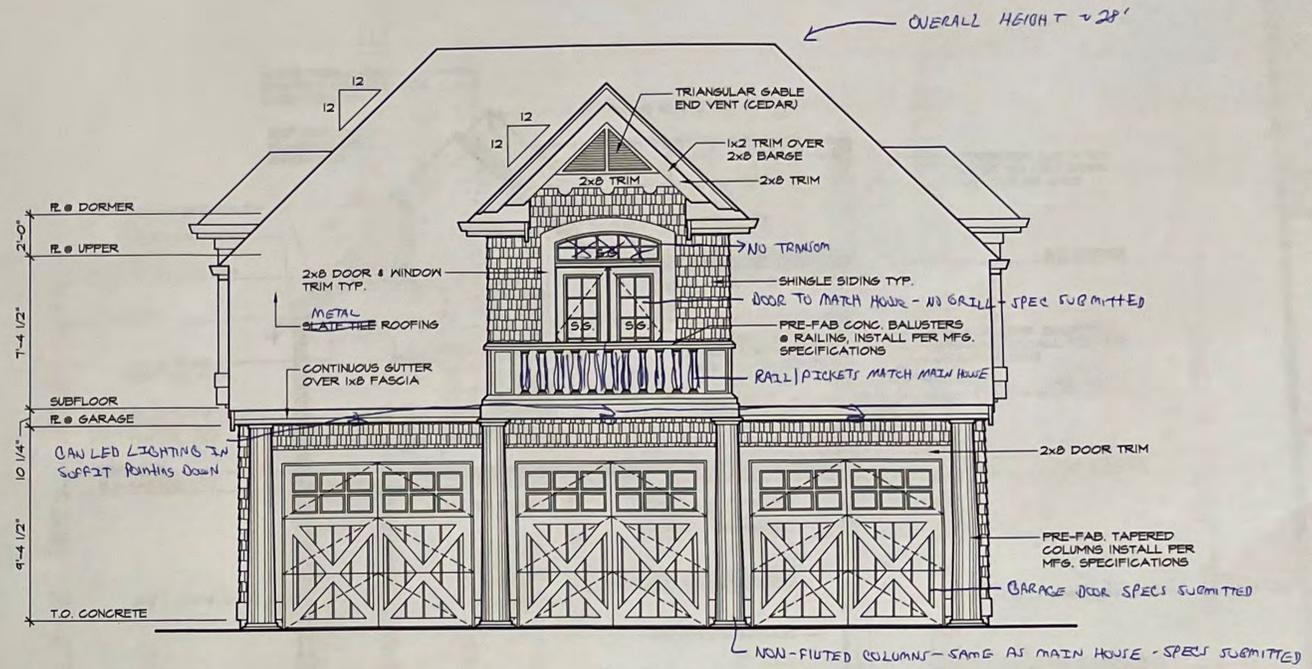 OVERALL HEIGHT ~ 28'
12
12
12
12
TRIANGULAR GABLE
END VENT (CEDAR)
1x2 TRIM OVER
2x8 BARGE
2x8 TRIM
2x8 TRIM
PL @ DORMER
2'-0"
PL @ UPPER
NO TRANSOM
S.G.
2x8 DOOR & WINDOW
TRIM TYP.
SHINGLE SIDING TYP.
DOOR TO MATCH HOUSE - NO GRILL - SPEC SUBMITTED
METAL
SLATE TILE ROOFING
S.G.
S.G.
PRE-FAB CONC. BALUSTERS
@ RAILING, INSTALL PER MFG.
SPECIFICATIONS
7'-4 1/2"
CONTINUOUS GUTTER
OVER 1x8 FASCIA
RAIL/PICKETS MATCH MAIN HOUSE
SUBFLOOR
PL @ GARAGE
10 1/4"
CAN LED LIGHTING IN
SOFFIT POINTING DOWN
2x8 DOOR TRIM
9'-4 1/2"
PRE-FAB. TAPERED
COLUMNS INSTALL PER
MFG. SPECIFICATIONS
GARAGE DOOR SPECS SUBMITTED
T.O. CONCRETE
NON-FLUTED COLUMNS - SAME AS MAIN HOUSE - SPECS SUBMITTED